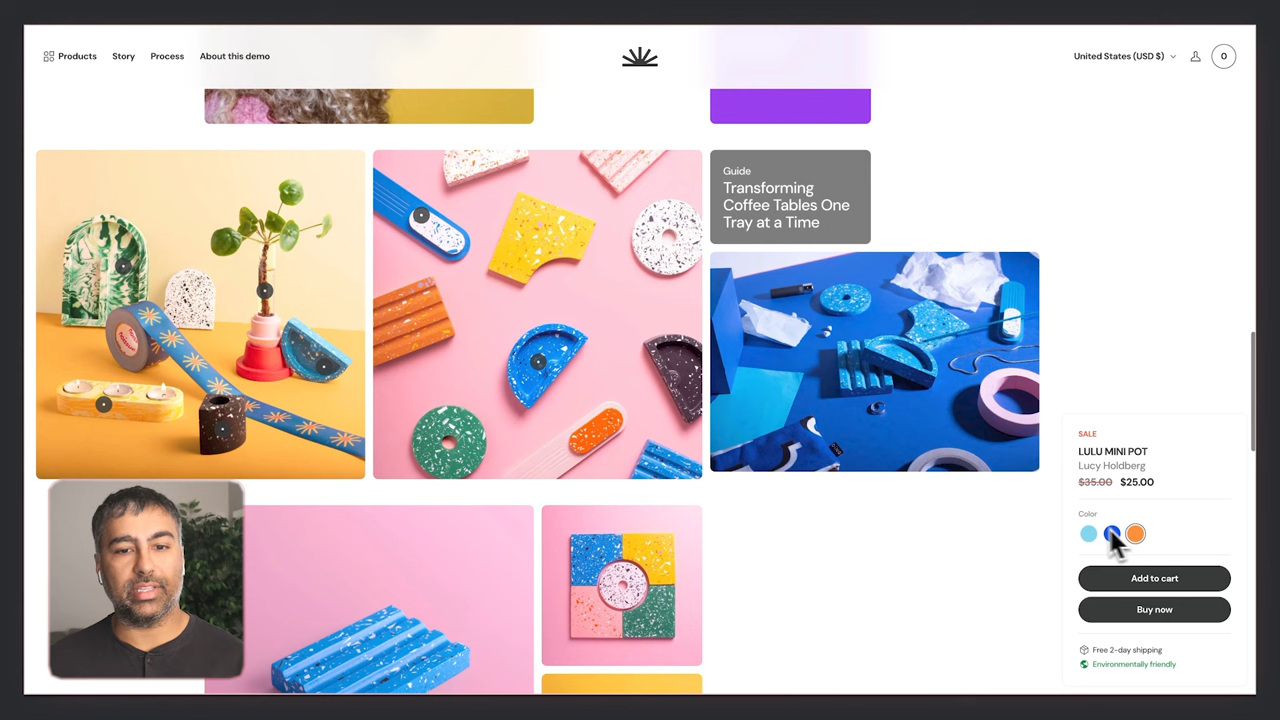 Products
Story
Process
About this demo
United States (USD $)
0
Guide
Transforming
Coffee Tables One
Tray at a Time
SALE
LULU MINI POT
Lucy Holdberg
$35.00 $25.00
Color
Add to cart
Buy now
Free 2-day shipping
Environmentally friendly